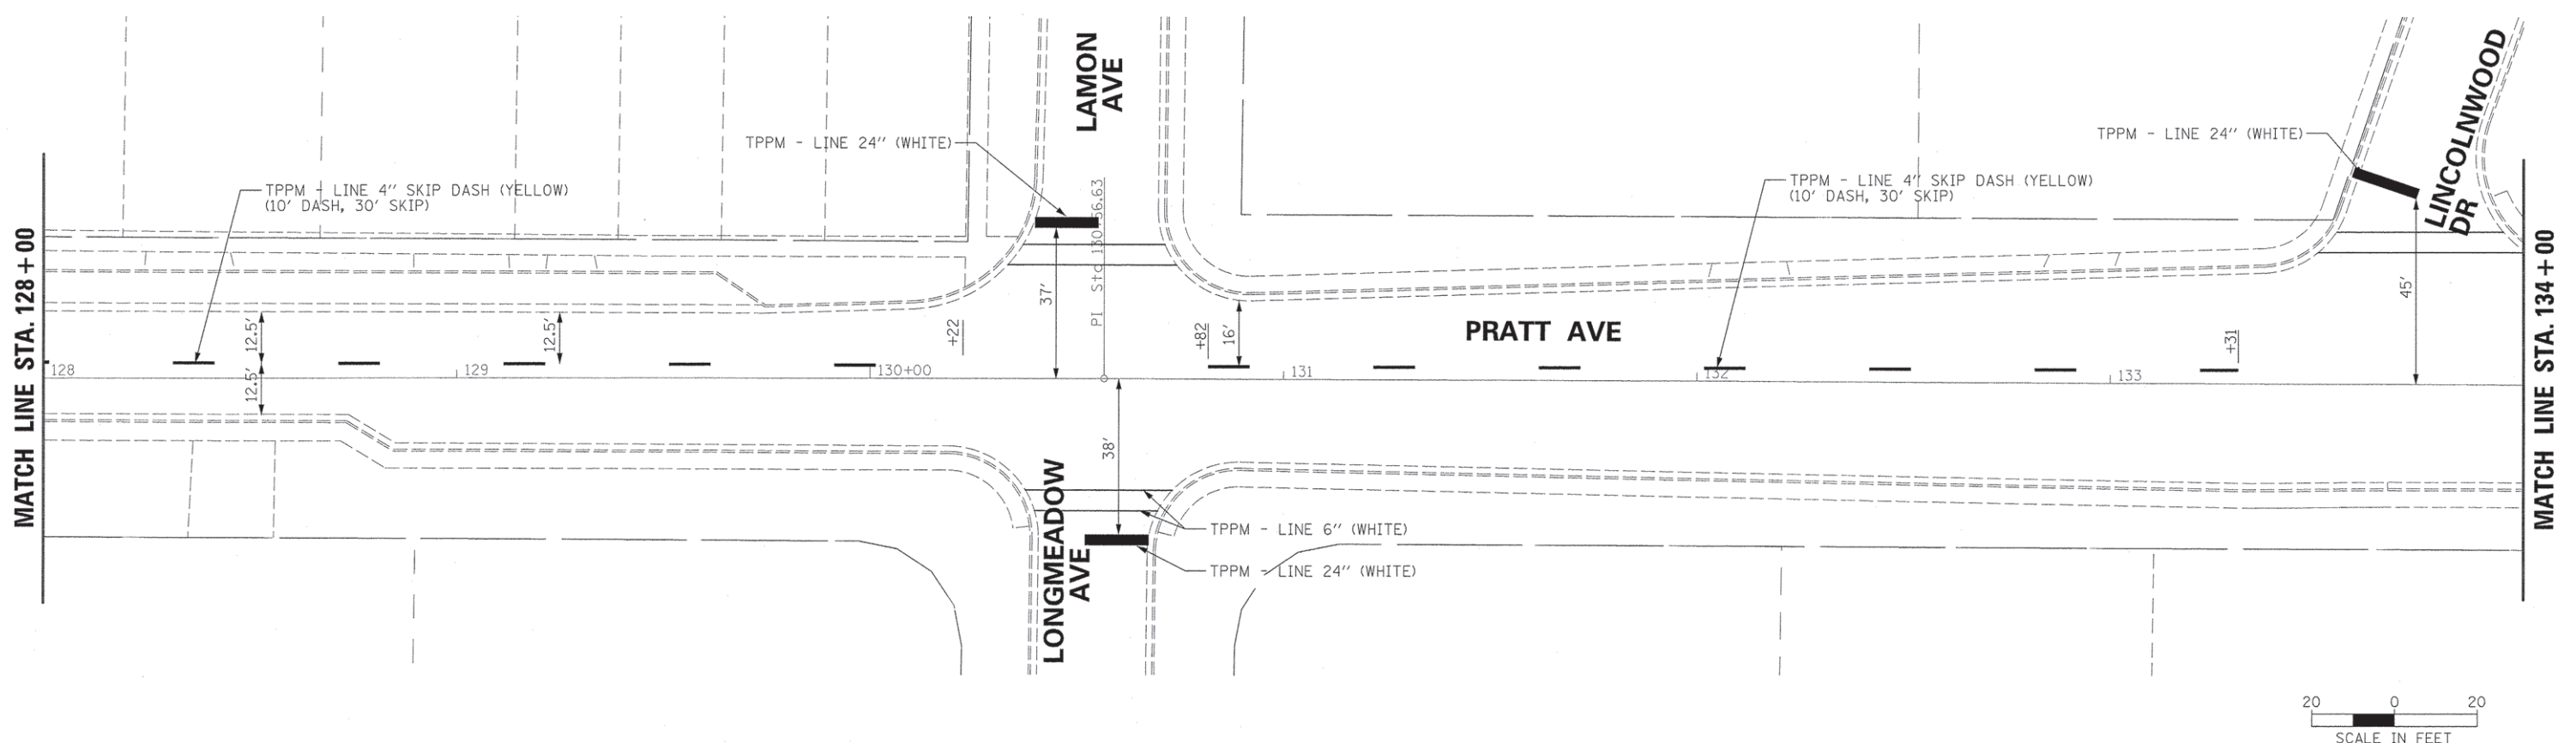 LAMON
AVE
LINCOLNWOOD
DR
TPPM - LINE 24" (WHITE)
TPPM - LINE 24" (WHITE)
TPPM - LINE 4" SKIP DASH (YELLOW)
(10' DASH, 30' SKIP)
TPPM - LINE 4" SKIP DASH (YELLOW)
(10' DASH, 30' SKIP)
MATCH LINE STA. 128+00
MATCH LINE STA. 134+00
PI Sta 130+56.63
37'
45'
12.5'
12.5'
12.5'
+22
+82
16'
PRATT AVE
+31
128
129
130+00
131
132
133
38'
LONGMEADOW
AVE
TPPM - LINE 6" (WHITE)
TPPM - LINE 24" (WHITE)
20 0 20
SCALE IN FEET